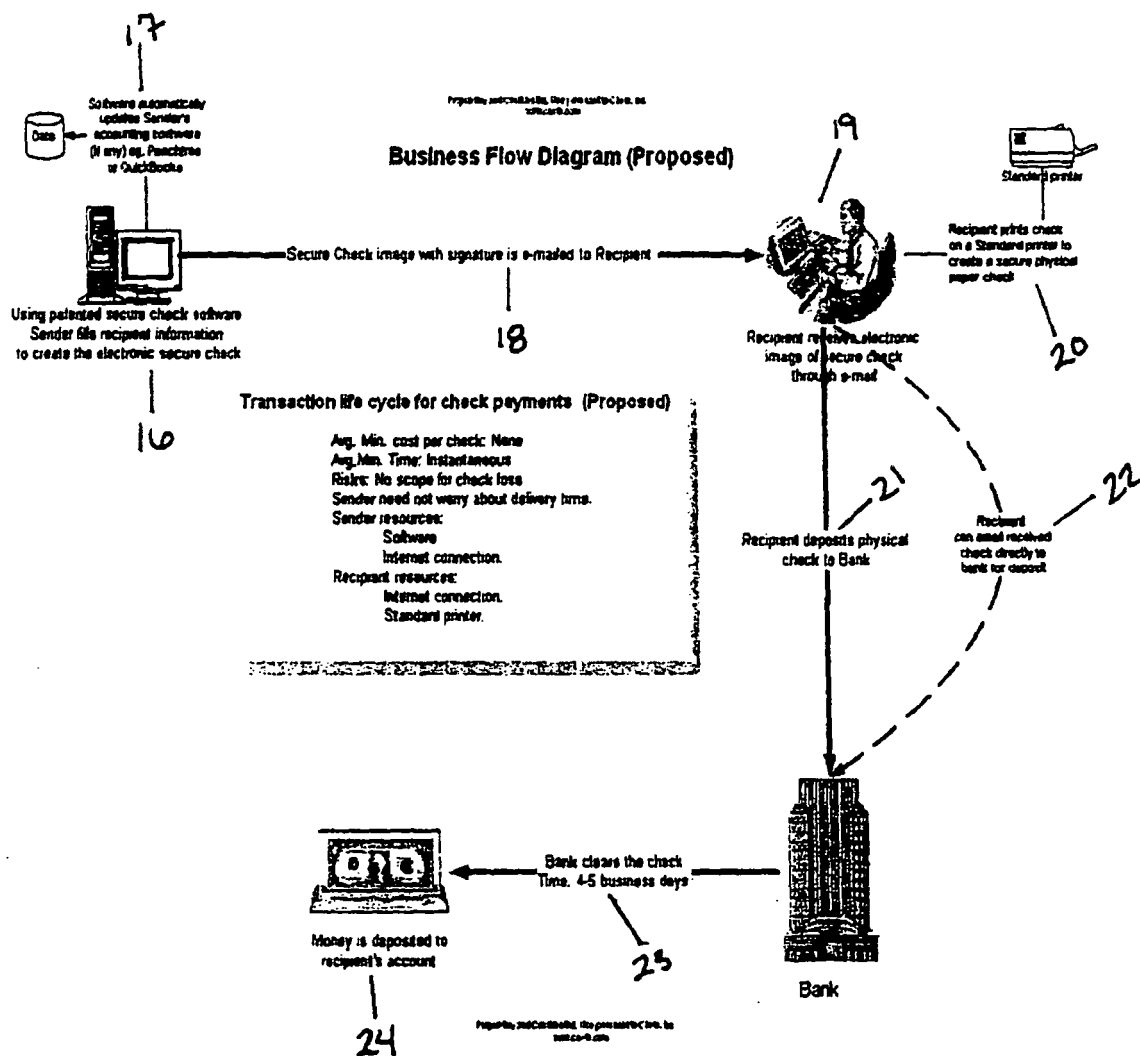 17
Software automatically
updates Sender's
accounting software
(if any) eg. Peachtree
or QuickBooks
Data
Business Flow Diagram (Proposed)
19
Standard printer
Recipient prints check
on a Standard printer to
create a secure physical
paper check
20
Secure Check image with signature is e-mailed to Recipient
18
Using patented secure check software
Sender fills recipient information
to create the electronic secure check
16
Recipient receives electronic
image of secure check
through e-mail
Transaction life cycle for check payments (Proposed)
Avg. Min. cost per check: None
Avg. Min. Time: Instantaneous
Risks: No scope for check loss
Sender need not worry about delivery time.
Sender resources:
Software
Internet connection.
Recipient resources:
Internet connection.
Standard printer.
21
Recipient deposits physical
check to Bank
22
Recipient
can email received
check directly to
bank for deposit
Bank clears the check
Time. 4-5 business days
23
Money is deposited to
recipient's account
24
Bank